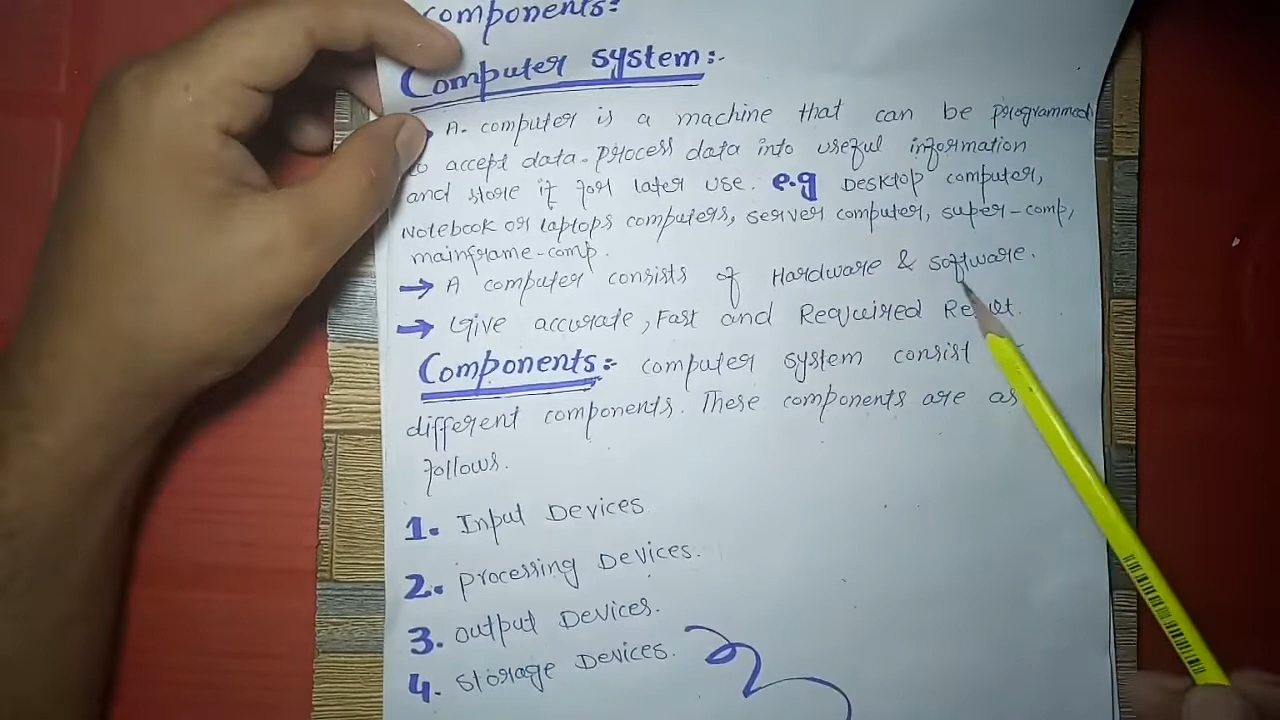 components:
Computer system:-
A. computer is a machine that can be programmed
to accept data. process data into useful information
and store it for later use. e.g Desktop computer,
Notebook or laptops computers, server computer, super-comp,
mainframe-comp.
→ A computer consists of Hardware & software.
→ Give accurate, Fast and Required
Components:- computer system consist
different components. These components are as
follows.
1. Input Devices
2. processing Devices.
3. output Devices.
4. storage Devices.